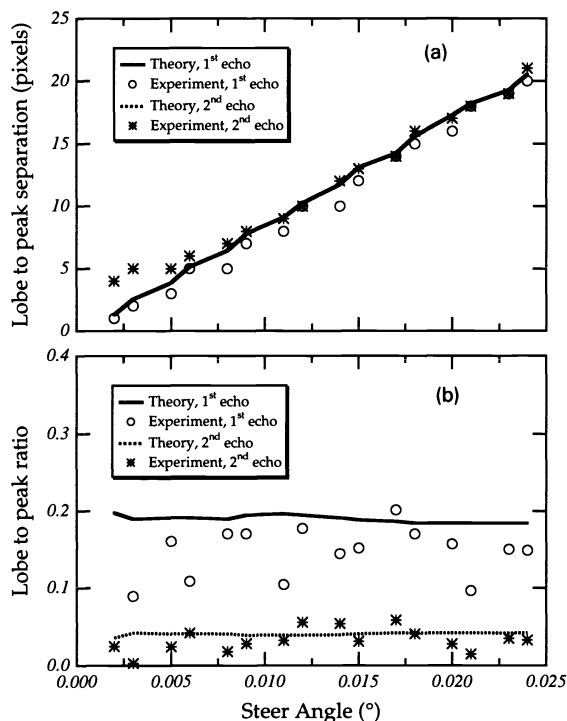 25
20
15
10
5
0
Lobe to peak separation (pixels)
(a)
Theory, 1st echo
Experiment, 1st echo
Theory, 2nd echo
Experiment, 2nd echo
0.4
0.3
0.2
0.1
0.0
Lobe to peak ratio
(b)
Theory, 1st echo
Experiment, 1st echo
Theory, 2nd echo
Experiment, 2nd echo
0.000 0.005 0.010 0.015 0.020 0.025
Steer Angle (°)